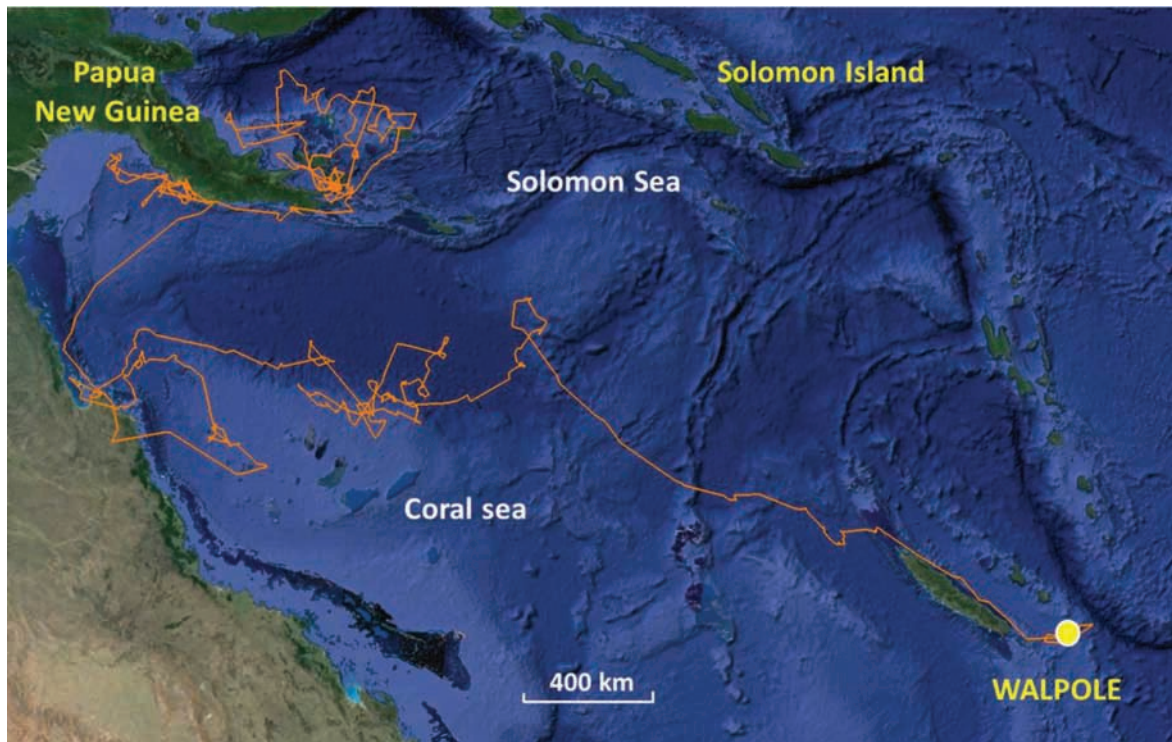 Papua
New Guinea
Solomon Island
Solomon Sea
Coral sea
400 km
WALPOLE